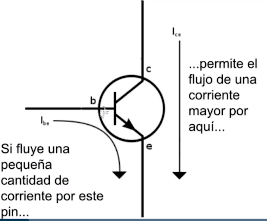 Ice
c
...permite el
flujo de una
corriente
mayor por
aquí...
b
Ibe
e
Si fluye una
pequeña
cantidad de
corriente por este
pin...